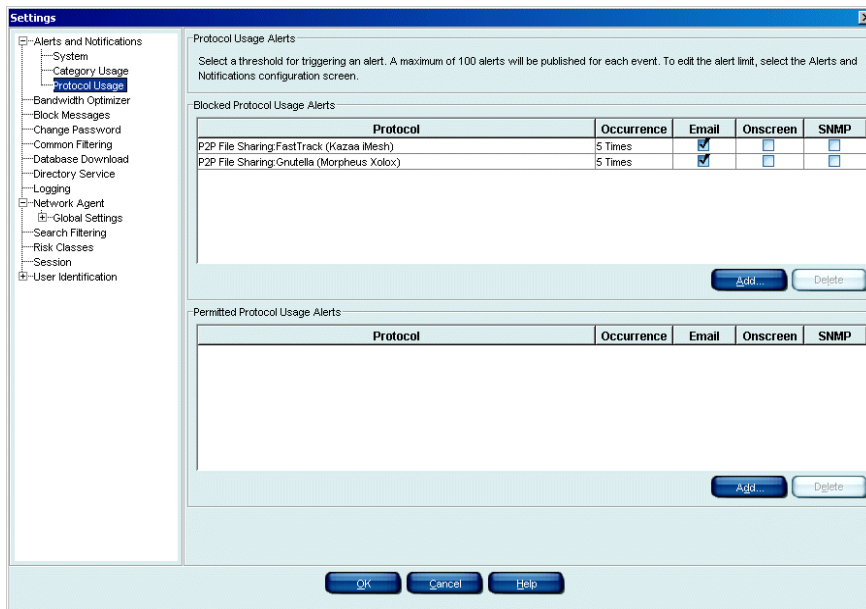 Settings
Alerts and Notifications
System
Category Usage
Protocol Usage
Bandwidth Optimizer
Block Messages
Change Password
Common Filtering
Database Download
Directory Service
Logging
Network Agent
Global Settings
Search Filtering
Risk Classes
Session
User Identification
Protocol Usage Alerts
Select a threshold for triggering an alert. A maximum of 100 alerts will be published for each event. To edit the alert limit, select the Alerts and
Notifications configuration screen.
Blocked Protocol Usage Alerts
Protocol Occurrence Email Onscreen SNMP
P2P File Sharing:FastTrack (Kazaa iMesh) 5 Times
P2P File Sharing:Gnutella (Morpheus Xolox) 5 Times
Add... Delete
Permitted Protocol Usage Alerts
Protocol Occurrence Email Onscreen SNMP
Add... Delete
OK Cancel Help